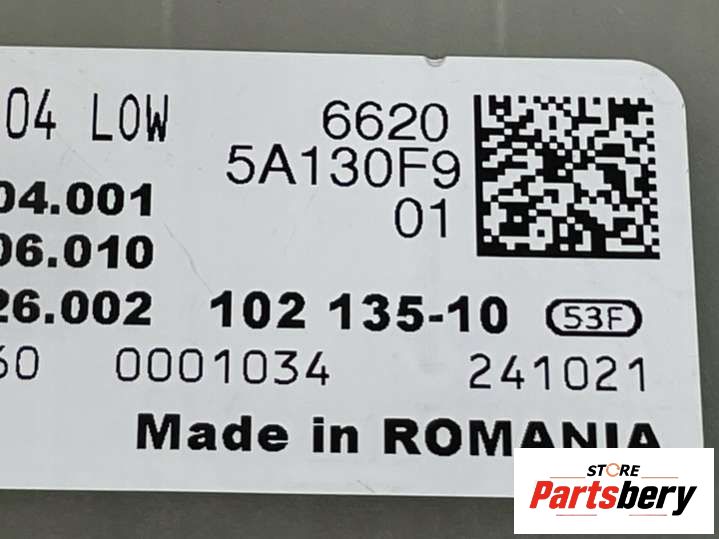 04 LOW
6620
5A130F9
01
04.001
06.010
26.002 102 135-10 53F
60 0001034 241021
Made in ROMANIA
STORE
Partsbery